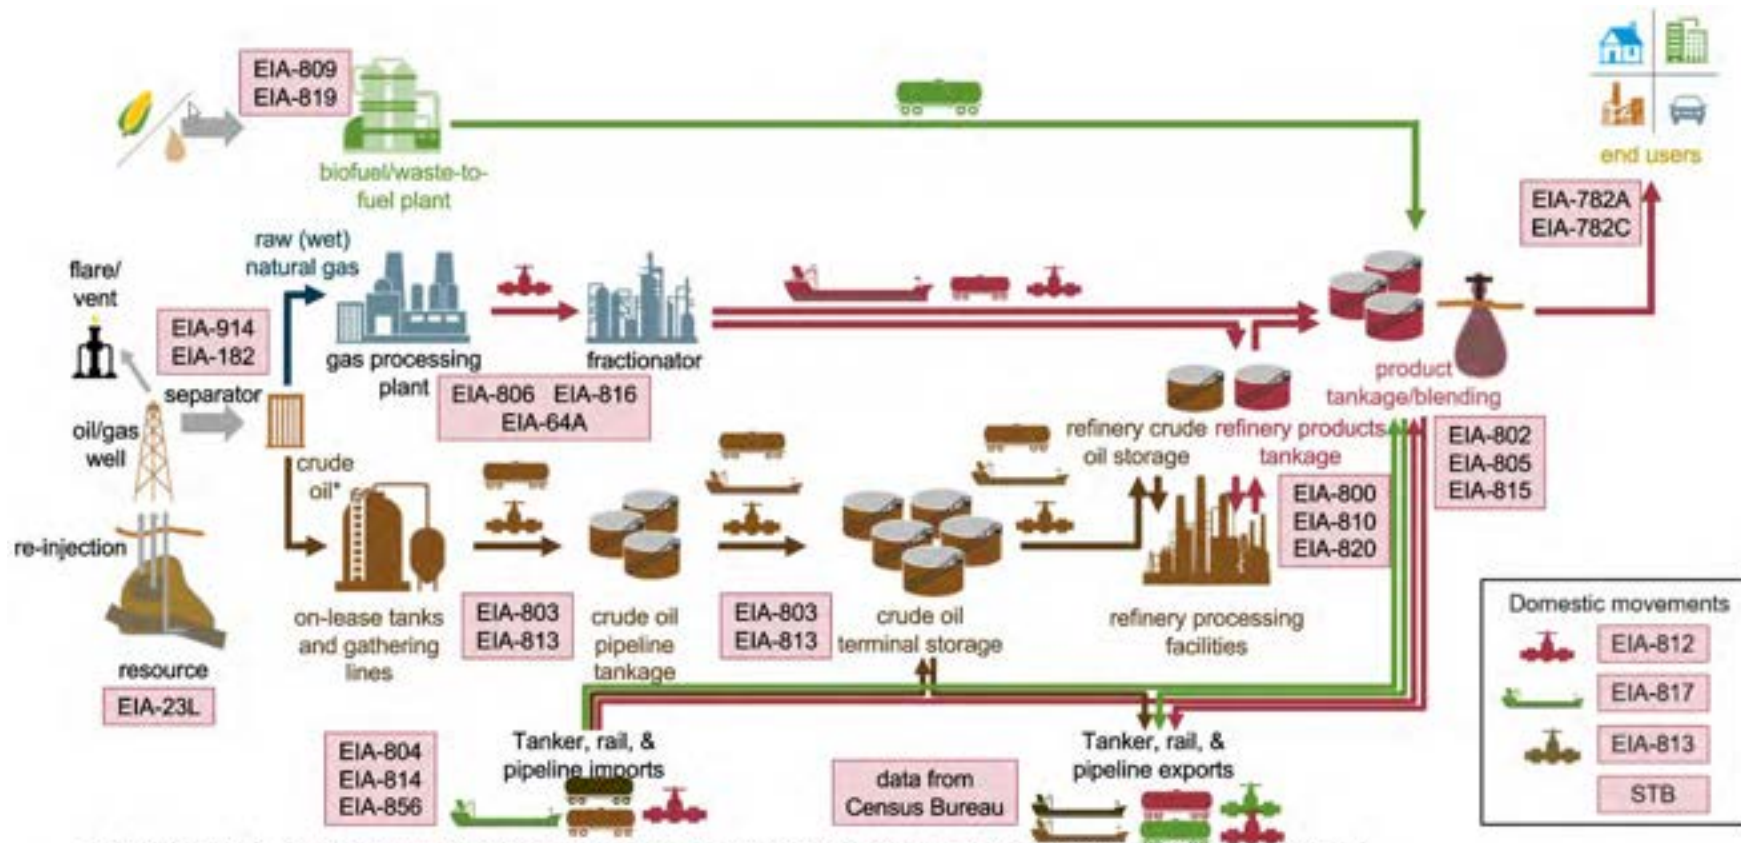 EIA-809
EIA-819
biofuel/waste-to-
fuel plant
end users
EIA-782A
EIA-782C
raw (wet)
natural gas
flare/
vent
EIA-914
EIA-182
separator
gas processing
plant
fractionator
EIA-806 EIA-816
EIA-64A
product
tankage/blending
oil/gas
well
crude
oil*
refinery crude
oil storage
refinery products
tankage
EIA-802
EIA-805
EIA-815
EIA-800
EIA-810
EIA-820
re-injection
on-lease tanks
and gathering
lines
EIA-803
EIA-813
crude oil
pipeline
tankage
EIA-803
EIA-813
crude oil
terminal storage
refinery processing
facilities
resource
EIA-23L
Domestic movements
EIA-812
EIA-817
EIA-813
STB
EIA-804
EIA-814
EIA-856
Tanker, rail, &
pipeline imports
data from
Census Bureau
Tanker, rail, &
pipeline exports